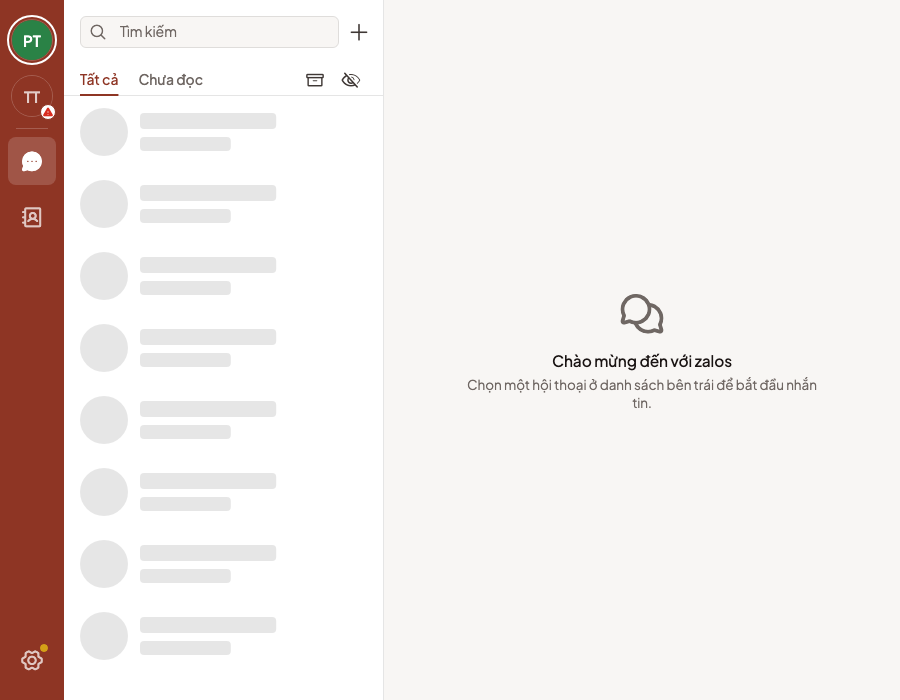 PT
TT
Tìm kiếm
Tất cả
Chưa đọc
Chào mừng đến với zalos
Chọn một hội thoại ở danh sách bên trái để bắt đầu nhắn
tin.